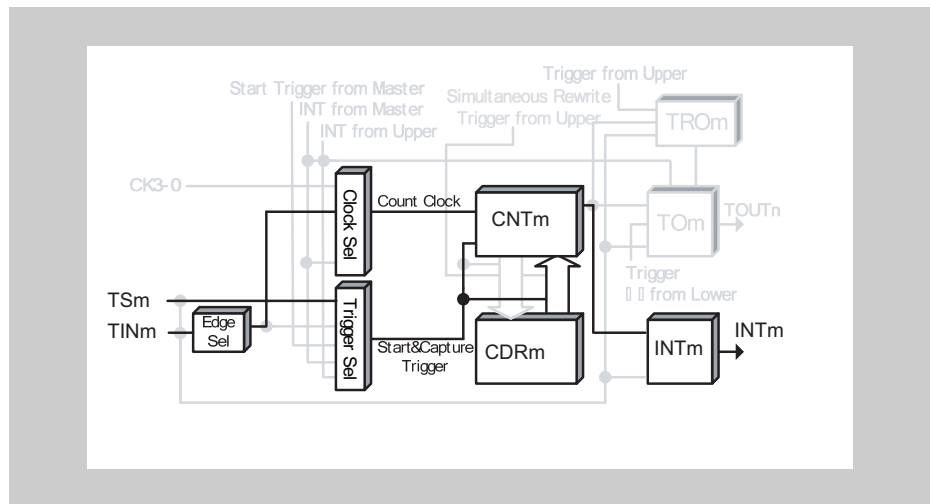 Trigger from Upper
Start Trigger from Master
Simultaneous Rewrite
INT from Master
Trigger from Upper
INT from Upper
TROm
CK3-0
Clock Sel
Count Clock
CNTm
TOm
TOUTn
Trigger
from Lower
TSm
TINm
Edge
Sel
Trigger Sel
Start&Capture
Trigger
CDRm
INTm
INTm